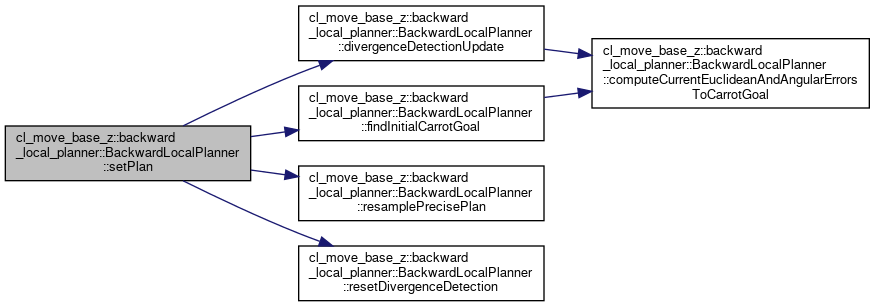 cl_move_base_z::backward
_local_planner::BackwardLocalPlanner
::setPlan
cl_move_base_z::backward
_local_planner::BackwardLocalPlanner
::divergenceDetectionUpdate
cl_move_base_z::backward
_local_planner::BackwardLocalPlanner
::findInitialCarrotGoal
cl_move_base_z::backward
_local_planner::BackwardLocalPlanner
::resamplePrecisePlan
cl_move_base_z::backward
_local_planner::BackwardLocalPlanner
::resetDivergenceDetection
cl_move_base_z::backward
_local_planner::BackwardLocalPlanner
::computeCurrentEuclideanAndAngularErrors
ToCarrotGoal